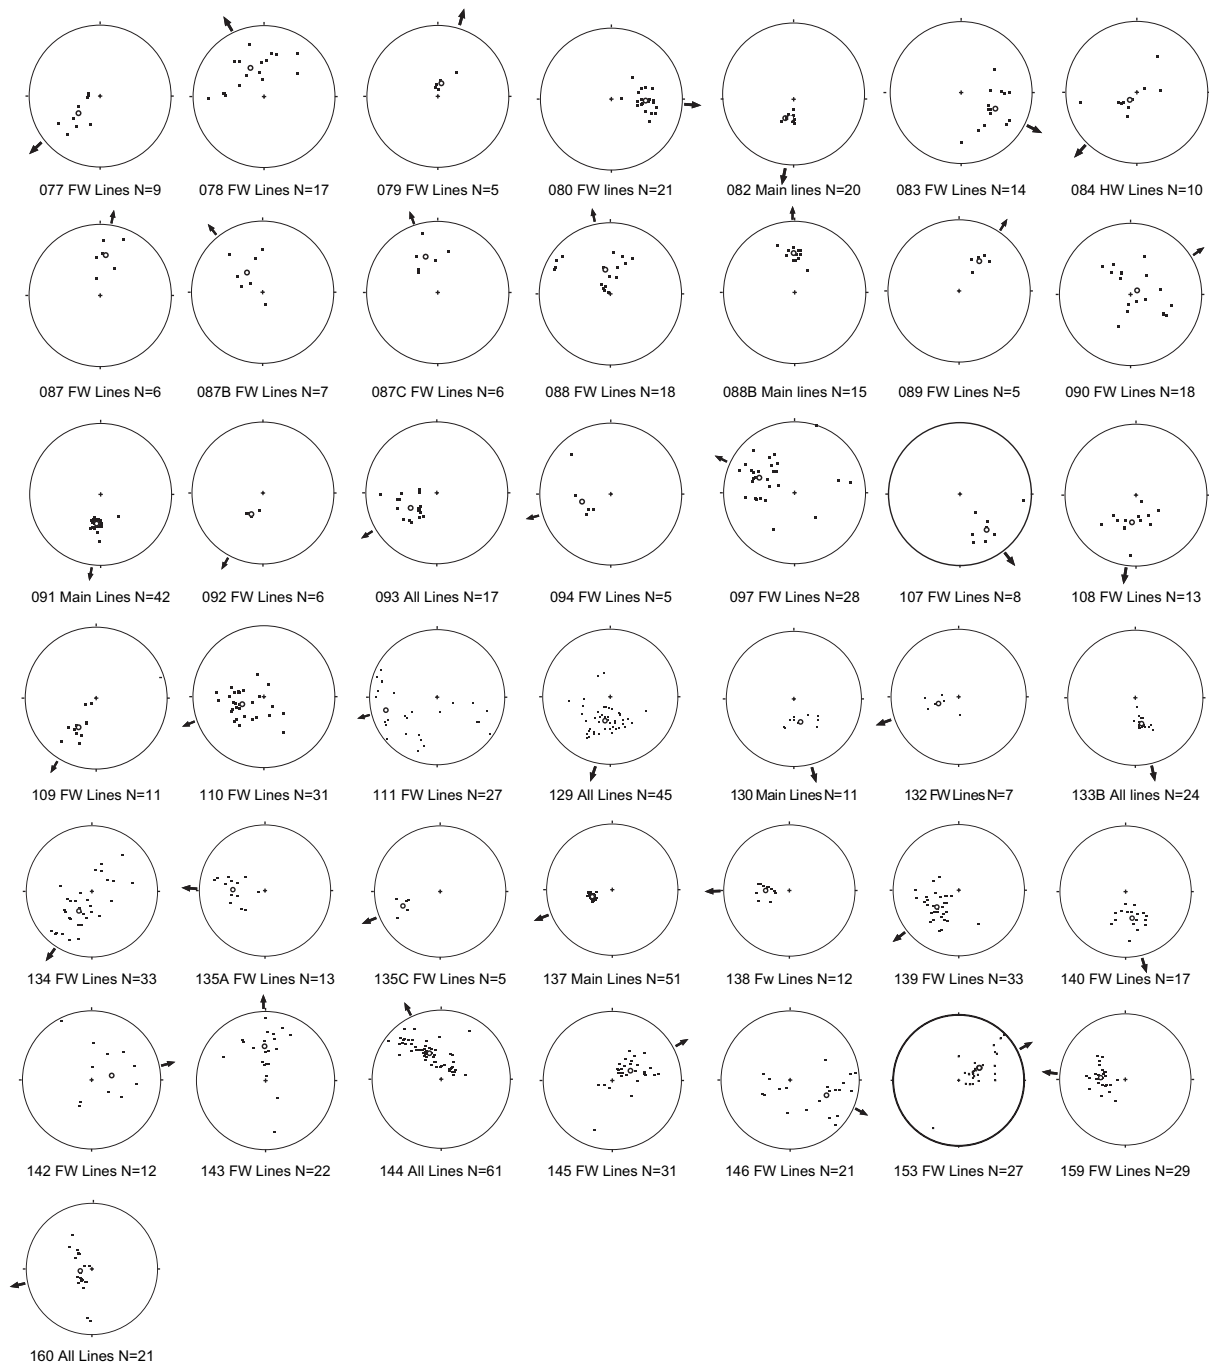 077 FW Lines N=9
078 FW Lines N=17
079 FW Lines N=5
080 FW lines N=21
082 Main lines N=20
083 FW Lines N=14
084 HW Lines N=10
087 FW Lines N=6
087B FW Lines N=7
087C FW Lines N=6
088 FW Lines N=18
088B Main lines N=15
089 FW Lines N=5
090 FW Lines N=18
091 Main Lines N=42
092 FW Lines N=6
093 All Lines N=17
094 FW Lines N=5
097 FW Lines N=28
107 FW Lines N=8
108 FW Lines N=13
109 FW Lines N=11
110 FW Lines N=31
111 FW Lines N=27
129 All Lines N=45
130 Main Lines N=11
132 FW Lines N=7
133B All lines N=24
134 FW Lines N=33
135A FW Lines N=13
135C FW Lines N=5
137 Main Lines N=51
138 Fw Lines N=12
139 FW Lines N=33
140 FW Lines N=17
142 FW Lines N=12
143 FW Lines N=22
144 All Lines N=61
145 FW Lines N=31
146 FW Lines N=21
153 FW Lines N=27
159 FW Lines N=29
160 All Lines N=21